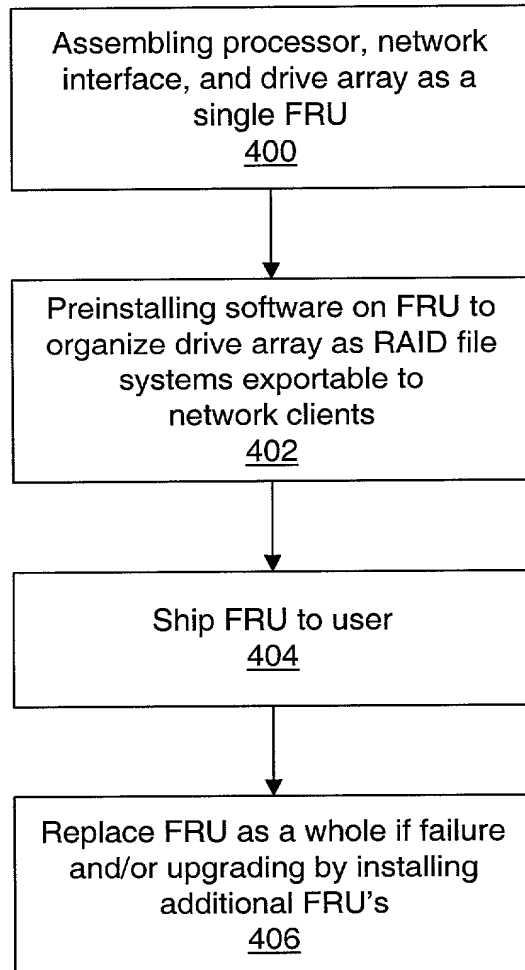 Assembling processor, network
interface, and drive array as a
single FRU
400
Preinstalling software on FRU to
organize drive array as RAID file
systems exportable to
network clients
402
Ship FRU to user
404
Replace FRU as a whole if failure
and/or upgrading by installing
additional FRU's
406